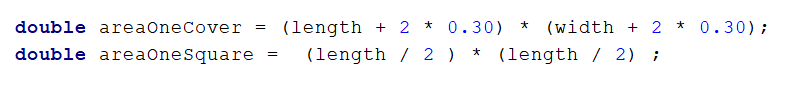 double areaOneCover = (length + 2 * 0.30) * (width + 2 * 0.30);
double areaOneSquare =  (length / 2 ) * (length / 2) ;